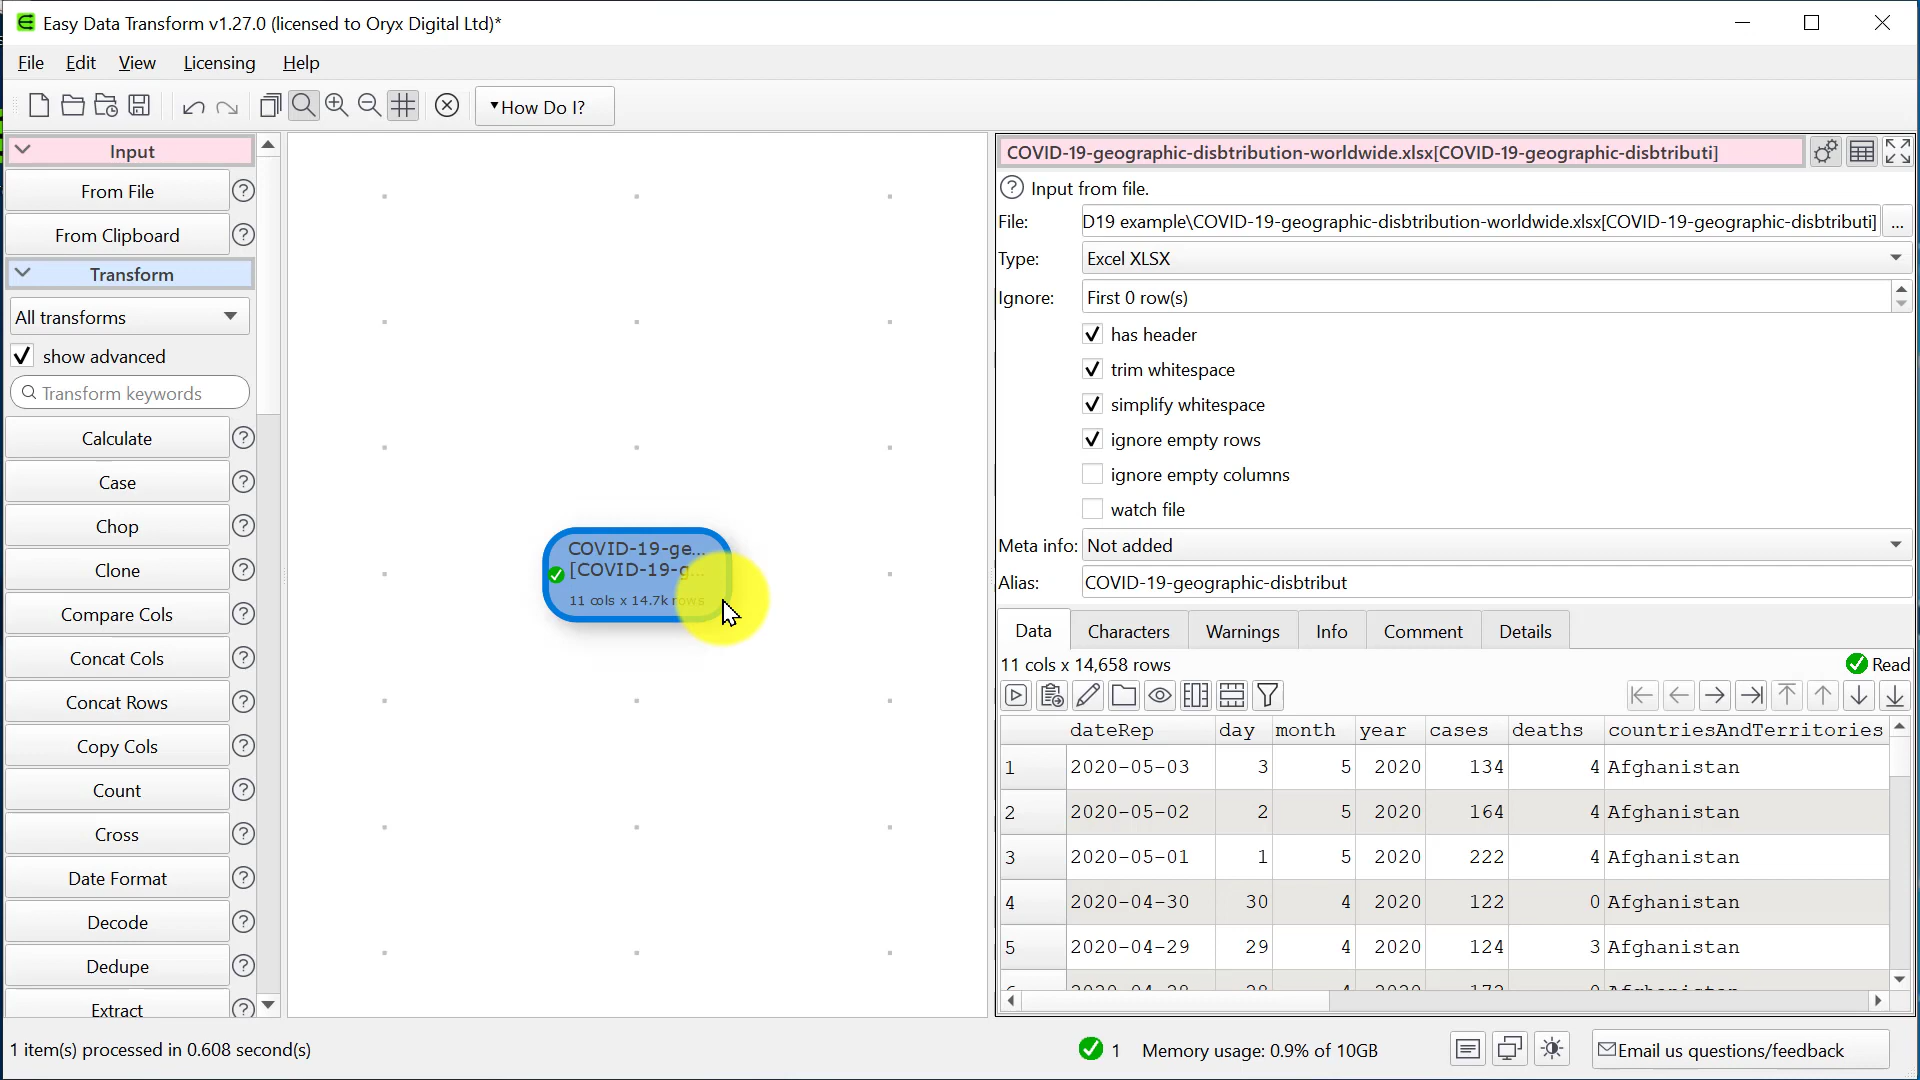 Easy Data Transform v1.27.0 (licensed to Oryx Digital Ltd)*
File Edit View Licensing Help
How Do I?
Input
From File
From Clipboard
Transform
All transforms
show advanced
Transform keywords
Calculate
Case
Chop
Clone
Compare Cols
Concat Cols
Concat Rows
Copy Cols
Count
Cross
Date Format
Decode
Dedupe
Extract
COVID-19-ge...
[COVID-19-g...
11 cols x 14.7k rows
COVID-19-geographic-disbtribution-worldwide.xlsx[COVID-19-geographic-disbtributi]
Input from file.
File: D19 example\COVID-19-geographic-disbtribution-worldwide.xlsx[COVID-19-geographic-disbtributi] ...
Type: Excel XLSX
Ignore: First 0 row(s)
has header
trim whitespace
simplify whitespace
ignore empty rows
ignore empty columns
watch file
Meta info: Not added
Alias: COVID-19-geographic-disbtribut
Data Characters Warnings Info Comment Details
11 cols x 14,658 rows Read
dateRep day month year cases deaths countriesAndTerritories
1 2020-05-03 3 5 2020 134 4 Afghanistan
2 2020-05-02 2 5 2020 164 4 Afghanistan
3 2020-05-01 1 5 2020 222 4 Afghanistan
4 2020-04-30 30 4 2020 122 0 Afghanistan
5 2020-04-29 29 4 2020 124 3 Afghanistan
1 item(s) processed in 0.608 second(s)
1 Memory usage: 0.9% of 10GB
Email us questions/feedback